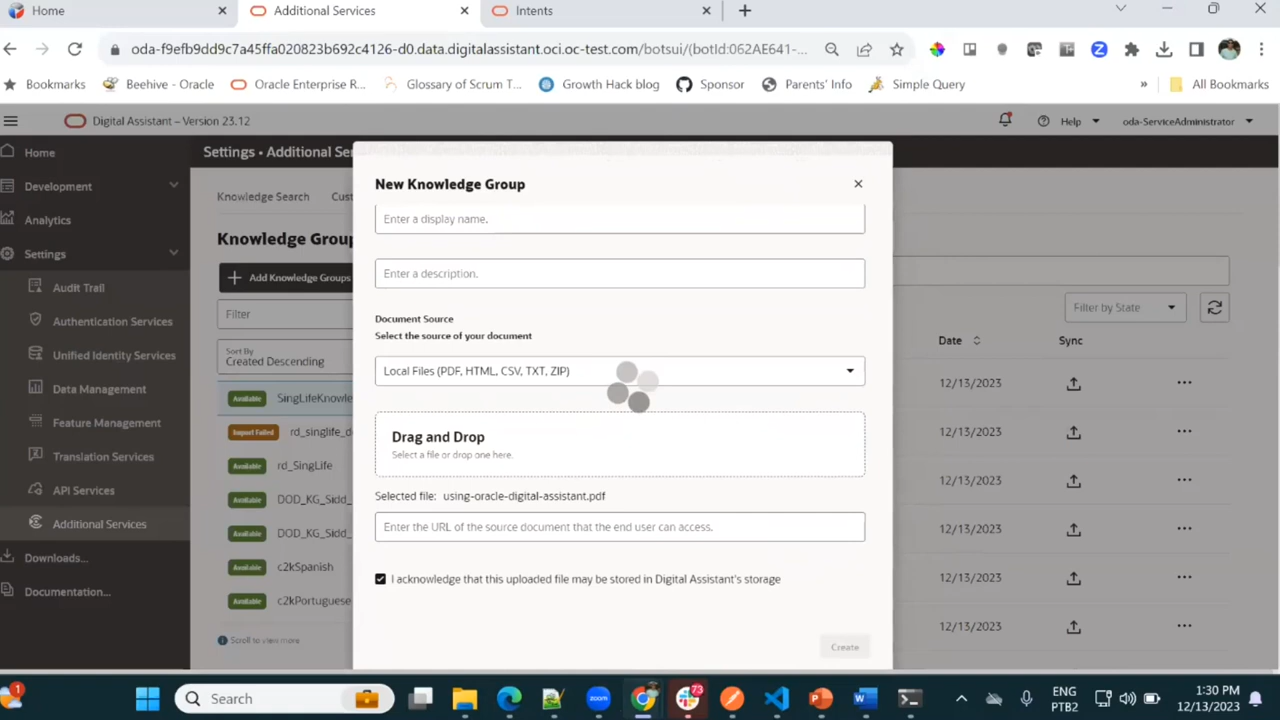 Home
Additional Services
Intents
oda-f9efb9dd9c7a45ffa020823b692c4126-d0.data.digitalassistant.oci.oc-test.com/botsui/(botId:062AE641-...
Bookmarks
Beehive - Oracle
Oracle Enterprise R...
Glossary of Scrum T...
Growth Hack blog
Sponsor
Parents' Info
Simple Query
»
All Bookmarks
Digital Assistant – Version 23.12
Help
oda-ServiceAdministrator
Home
Development
Analytics
Settings
Audit Trail
Authentication Services
Unified Identity Services
Data Management
Feature Management
Translation Services
API Services
Additional Services
Downloads...
Documentation...
Settings • Additional Se
Knowledge Search
Cus
Knowledge Group
Add Knowledge Groups
Filter
Sort By
Created Descending
Available SingLifeKnowle
Import Failed rd_singlife_d
Available rd_SingLife
Available DOD_KG_Sidd_
Available DOD_KG_Sidd_
Available c2kSpanish
Available c2kPortuguese
Scroll to view more
New Knowledge Group
Enter a display name.
Enter a description.
Document Source
Select the source of your document
Local Files (PDF, HTML, CSV, TXT, ZIP)
Drag and Drop
Select a file or drop one here.
Selected file: using-oracle-digital-assistant.pdf
Enter the URL of the source document that the end user can access.
I acknowledge that this uploaded file may be stored in Digital Assistant's storage
Create
Filter by State
Date
Sync
12/13/2023
12/13/2023
12/13/2023
12/13/2023
12/13/2023
12/13/2023
1
Search
zoom
73
ENG
PTB2
1:30 PM
12/13/2023